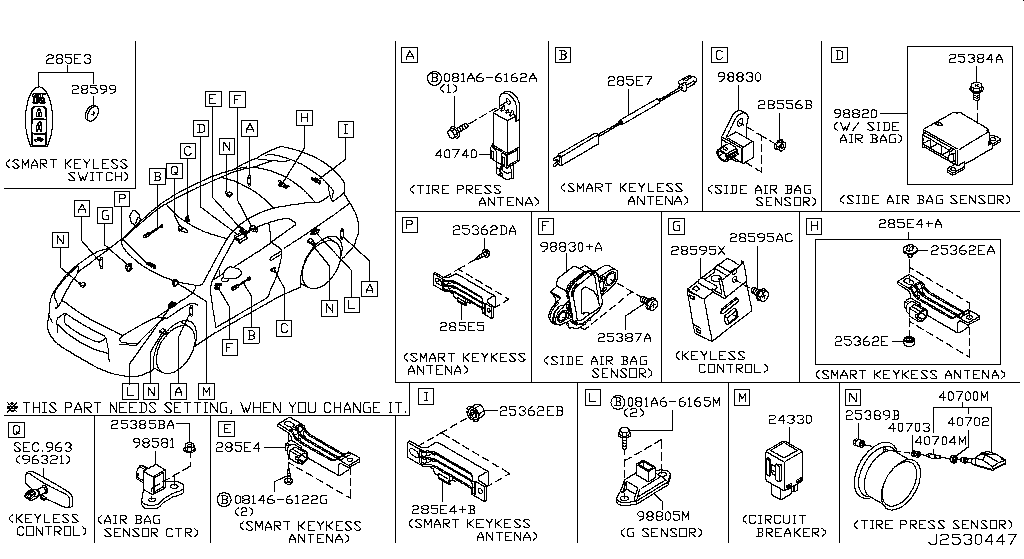 285E3
28599
(SMART KEYLESS
SWITCH)
A
B 081A6-6162A
(1)
40740
(TIRE PRESS
ANTENA)
B
285E7
(SMART KEYLESS
ANTENA)
C
98830
28556B
(SIDE AIR BAG
SENSOR)
D
25384A
98820
(W/ SIDE
AIR BAG)
(SIDE AIR BAG SENSOR)
E
F
D
A
H
I
N
C
Q
B
P
G
A
N
A
L
N
C
B
F
M
A
N
L
P
25362DA
285E5
(SMART KEYKESS
ANTENA)
F
98830+A
25387A
(SIDE AIR BAG
SENSOR)
G
28595X
28595AC
(KEYLESS
CONTROL)
H
285E4+A
25362EA
25362E
(SMART KEYKESS ANTENA)
※ THIS PART NEEDS SETTING, WHEN YOU CHANGE IT.
Q
SEC.963
(96321)
(KEYLESS
CONTROL)
25385BA
98581
(AIR BAG
SENSOR CTR)
E
285E4
B 08146-6122G
(2)
(SMART KEYKESS
ANTENA)
I
25362EB
285E4+B
(SMART KEYKESS
ANTENA)
L
B 081A6-6165M
(2)
98805M
(G SENSOR)
M
24330
(CIRCUIT
BREAKER)
N
25389B
40700M
40703
40702
40704M
(TIRE PRESS SENSOR)
J2530447